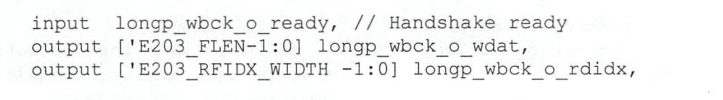 input longp_wbck_o_ready, // Handshake ready
output ['E203_FLEN-1:0] longp_wbck_o_wdat,
output ['E203_RFIDX_WIDTH -1:0] longp_wbck_o_rdidx,